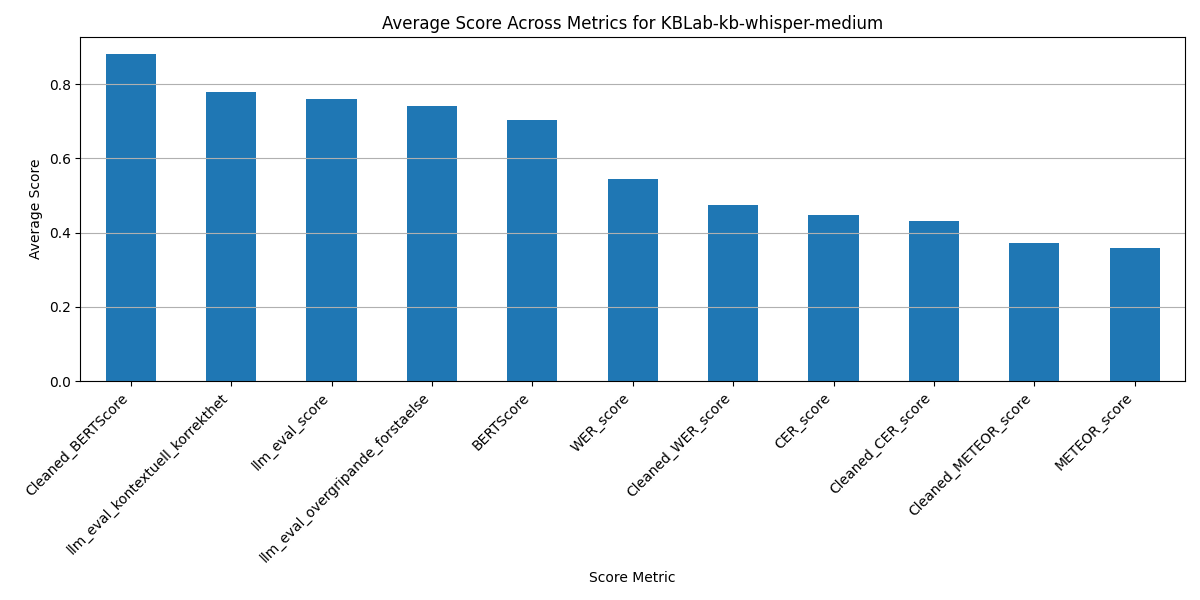 Average Score Across Metrics for KBLab-kb-whisper-medium
Average Score
0.8
0.6
0.4
0.2
0.0
Cleaned_BERTScore
llm_eval_kontextuell_korrekthet
llm_eval_score
llm_eval_overgripande_forstaelse
BERTScore
WER_score
Cleaned_WER_score
CER_score
Cleaned_CER_score
Cleaned_METEOR_score
METEOR_score
Score Metric